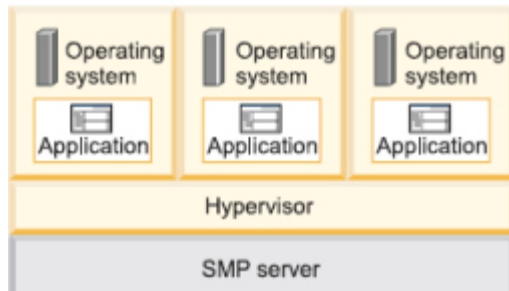 Operating
system
Application
Operating
system
Application
Operating
system
Application
Hypervisor
SMP server